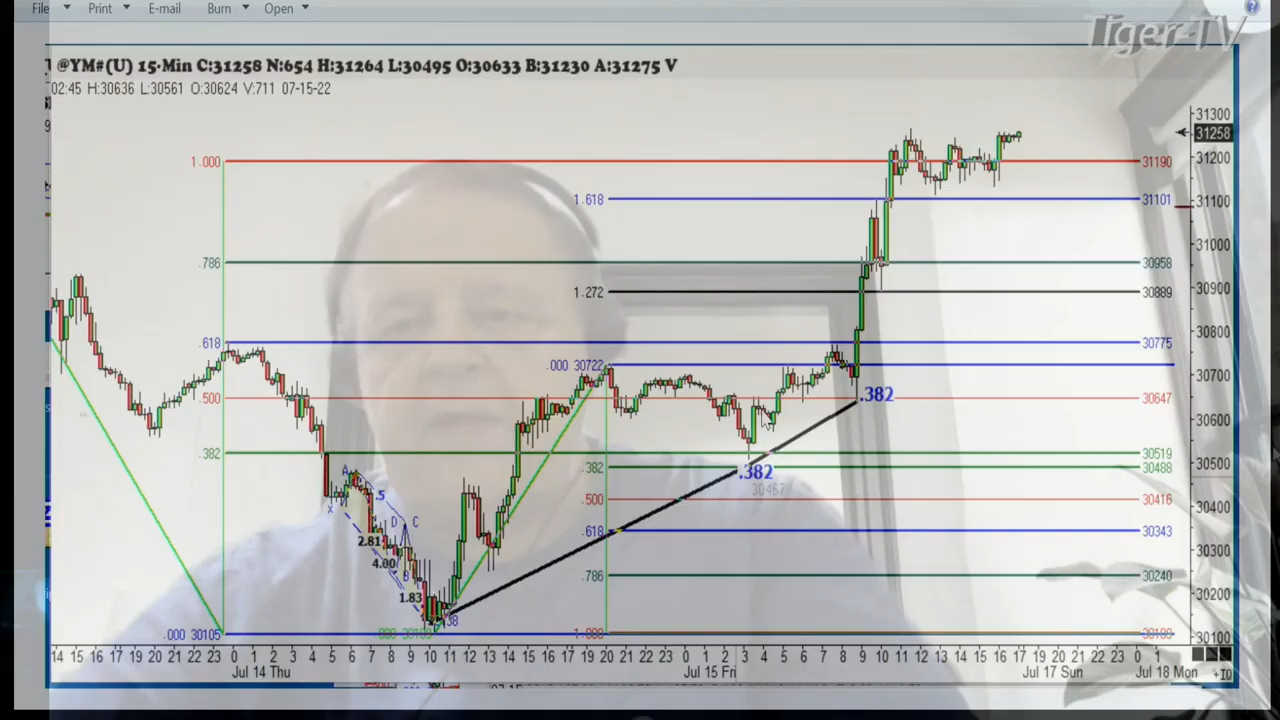 File Print E-mail Burn Open
Tiger-TV
@YM#(U) 15-Min C:31258 N:654 H:31264 L:30495 O:30633 B:31230 A:31275 V
02:45 H:30636 L:30561 O:30624 V:711 07-15-22
31300
31258
1.000 31190 31200
1.618 31101 31100
31000
.786 30958
1.272 30889 30900
30800
.618 30775
.000 30722 30700
.500 .382 30647
30600
.382 30519
.382 .382 30488 30500
A .5 30467
.500 30416 30400
X D C
2.81 .618 30343
4.00 30300
B .786 30240
1.83 30200
.000 30105 1.000 30100
14 15 16 17 19 20 21 22 23 0 2 3 4 5 6 7 8 9 10 11 12 13 14 15 16 17 19 20 21 22 23 0 1 2 3 4 6 7 8 9 10 11 12 13 14 15 16 17 19 20 21 22 23 0 1
Jul 14 Thu Jul 15 Fri Jul 17 Sun Jul 18 Mon